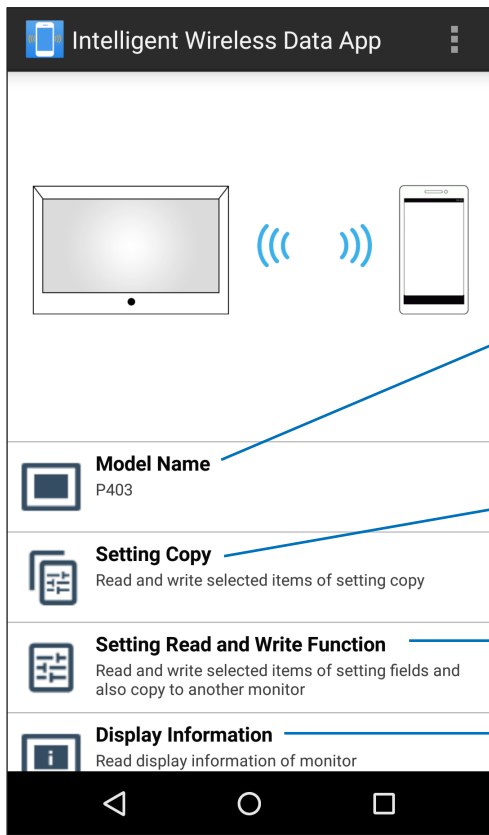 Intelligent Wireless Data App
Model Name
P403
Setting Copy
Read and write selected items of setting copy
Setting Read and Write Function
Read and write selected items of setting fields and
also copy to another monitor
Display Information
Read display information of monitor